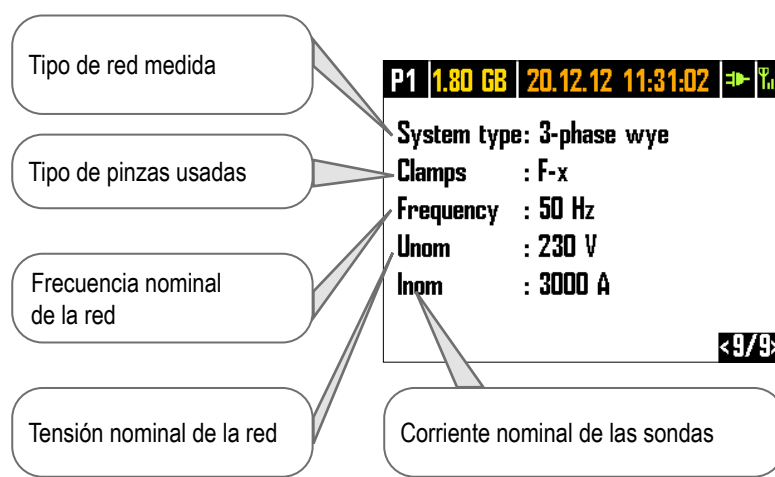 Tipo de red medida
P1 1.80 GB 20.12.12 11:31:02
System type: 3-phase wye
Tipo de pinzas usadas
Clamps : F-x
Frequency : 50 Hz
Unom : 230 V
Frecuencia nominal
de la red
Inom : 3000 A
<9/9>
Tensión nominal de la red
Corriente nominal de las sondas